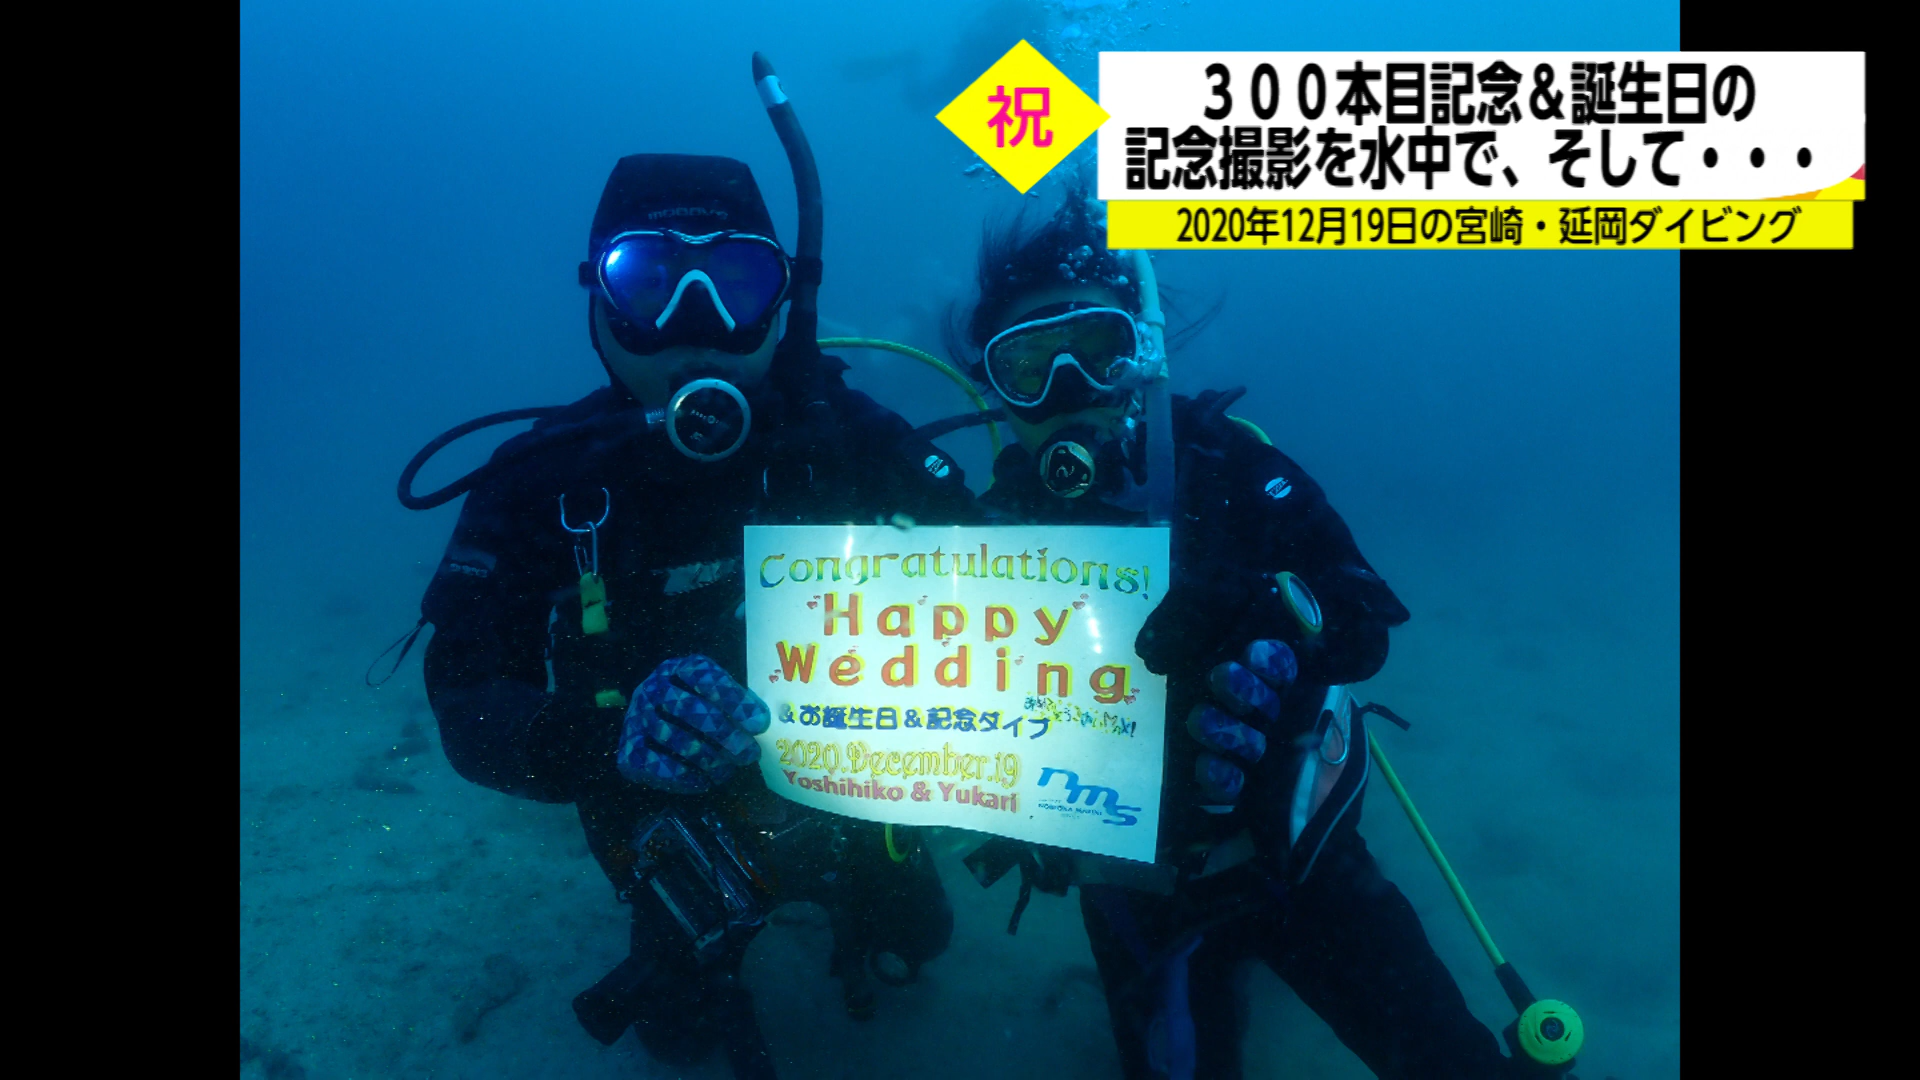 祝
３００本目記念＆誕生日の
記念撮影を水中で、そして・・・
2020年12月19日の宮崎・延岡ダイビング
Congratulations!
Happy
Wedding
＆お誕生日＆記念ダイブ
2020.December.19
Yoshihiko & Yukari
nms